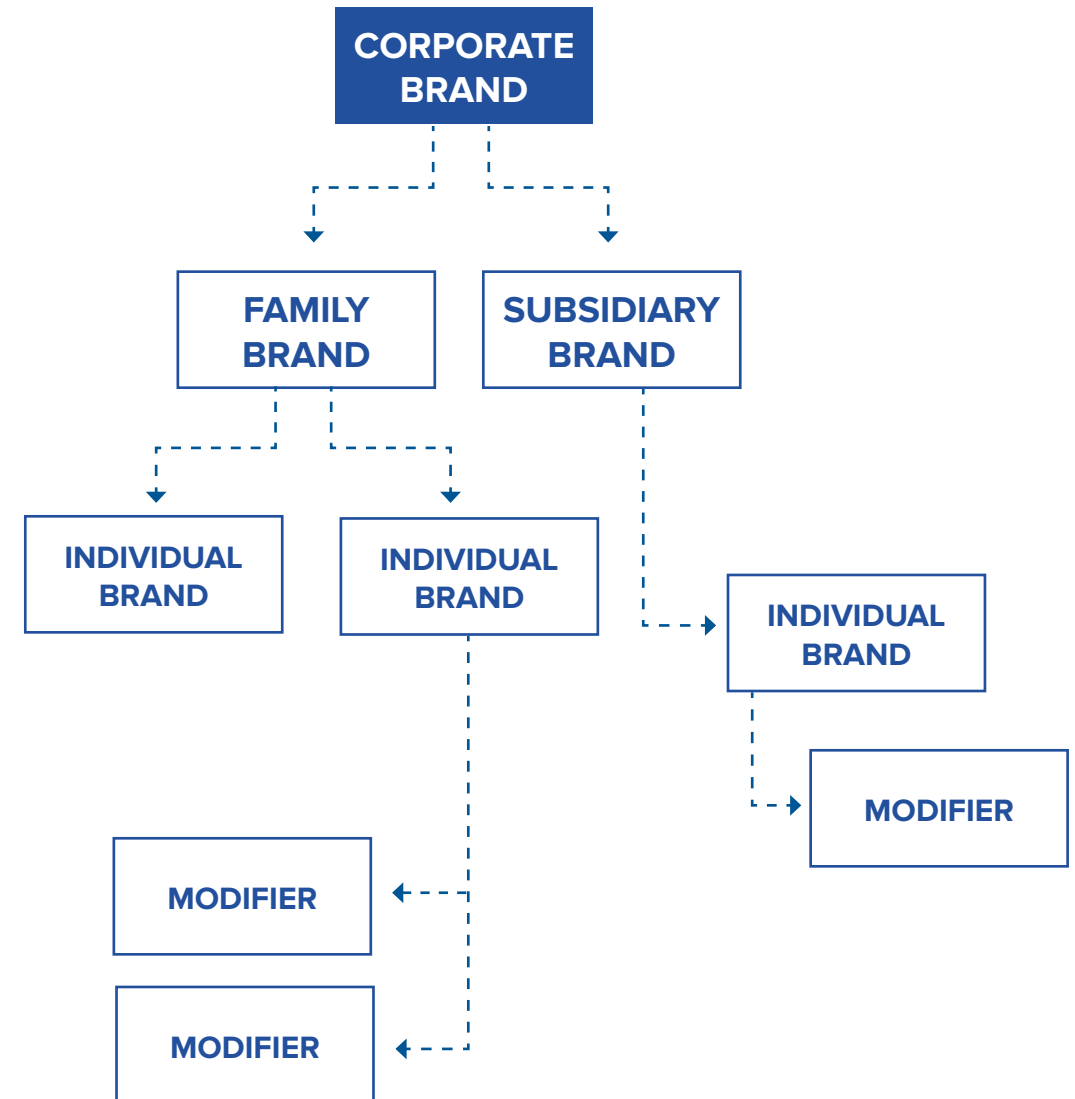 CORPORATE
BRAND
FAMILY
BRAND
SUBSIDIARY
BRAND
INDIVIDUAL
BRAND
INDIVIDUAL
BRAND
INDIVIDUAL
BRAND
MODIFIER
MODIFIER
MODIFIER